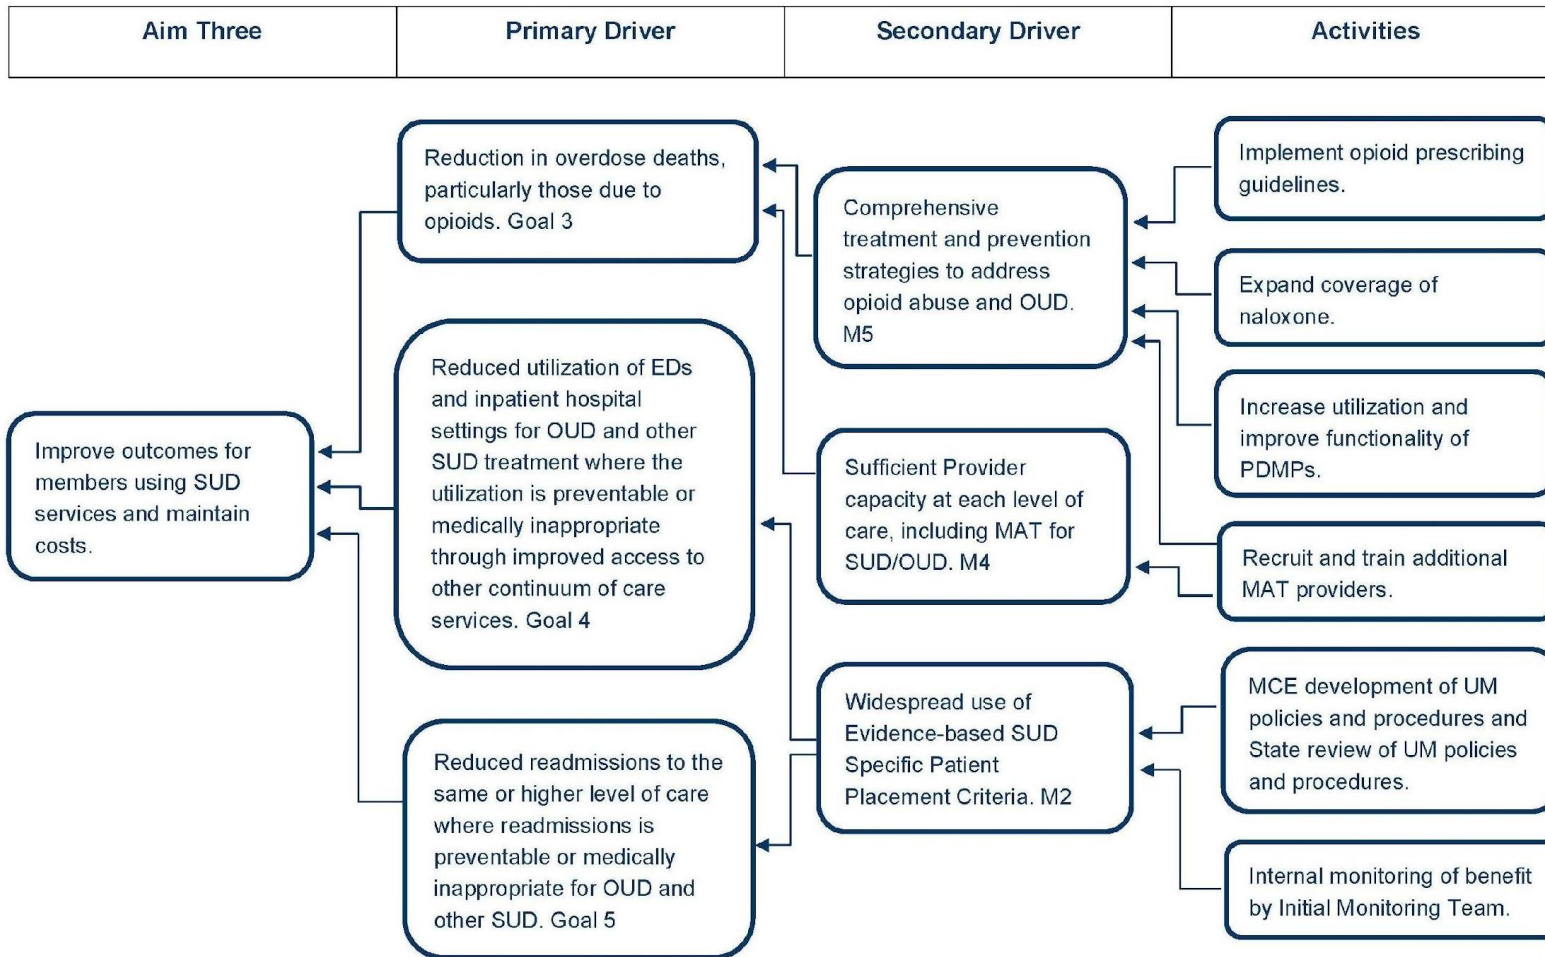 Aim Three
Primary Driver
Secondary Driver
Activities
Improve outcomes for
members using SUD
services and maintain
costs.
Reduction in overdose deaths,
particularly those due to
opioids. Goal 3
Reduced utilization of EDs
and inpatient hospital
settings for OUD and other
SUD treatment where the
utilization is preventable or
medically inappropriate
through improved access to
other continuum of care
services. Goal 4
Reduced readmissions to the
same or higher level of care
where readmissions is
preventable or medically
inappropriate for OUD and
other SUD. Goal 5
Comprehensive
treatment and prevention
strategies to address
opioid abuse and OUD.
M5
Sufficient Provider
capacity at each level of
care, including MAT for
SUD/OUD. M4
Widespread use of
Evidence-based SUD
Specific Patient
Placement Criteria. M2
Implement opioid prescribing
guidelines.
Expand coverage of
naloxone.
Increase utilization and
improve functionality of
PDMPs.
Recruit and train additional
MAT providers.
MCE development of UM
policies and procedures and
State review of UM policies
and procedures.
Internal monitoring of benefit
by Initial Monitoring Team.